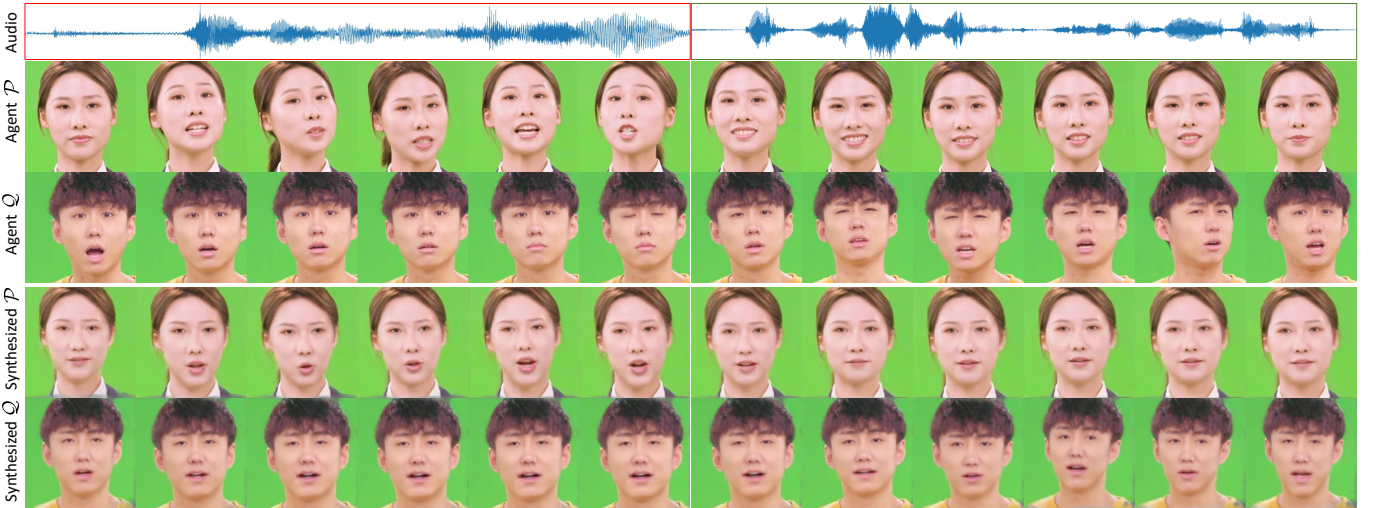 Audio
Agent 𝒫
Agent 𝒬
Synthesized 𝒫
Synthesized 𝒬